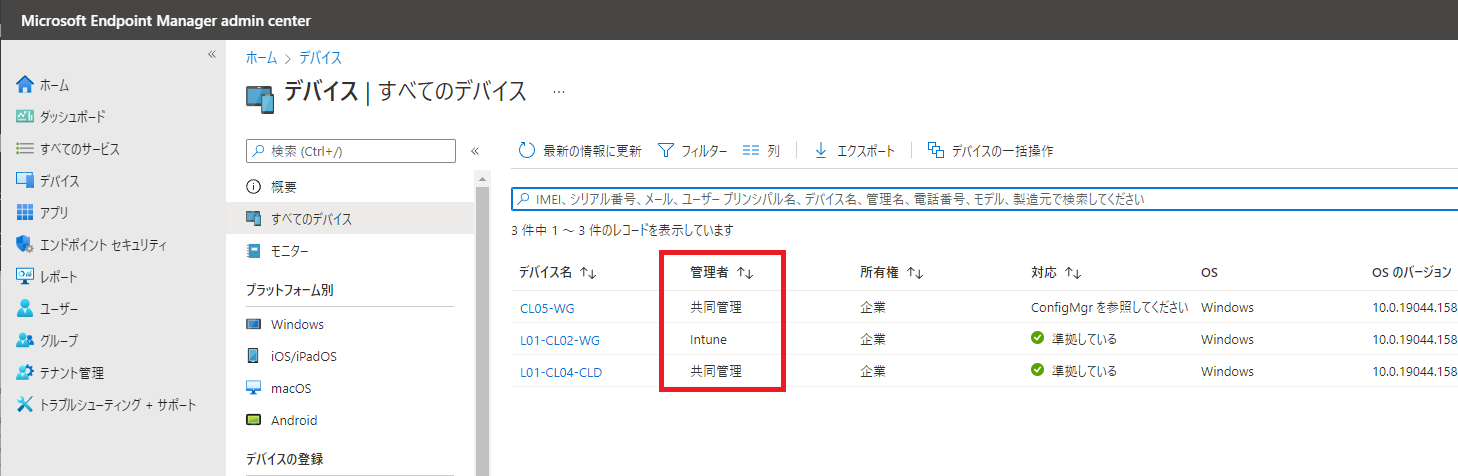 Microsoft Endpoint Manager admin center
«
ホーム
ダッシュボード
すべてのサービス
デバイス
アプリ
エンドポイント セキュリティ
レポート
ユーザー
グループ
テナント管理
トラブルシューティング + サポート
ホーム > デバイス
デバイス | すべてのデバイス ...
検索 (Ctrl+/) «
概要
すべてのデバイス
モニター
プラットフォーム別
Windows
iOS/iPadOS
macOS
Android
デバイスの登録
最新の情報に更新 フィルター 列 エクスポート デバイスの一括操作
IMEI、シリアル番号、メール、ユーザー プリンシパル名、デバイス名、管理名、電話番号、モデル、製造元で検索してください
3 件中 1 ～ 3 件のレコードを表示しています
デバイス名 ↑↓ 管理者 ↑↓ 所有権 ↑↓ 対応 ↑↓ OS OS のバージョン
CL05-WG 共同管理 企業 ConfigMgr を参照してください Windows 10.0.19044.158
L01-CL02-WG Intune 企業 準拠している Windows 10.0.19044.158
L01-CL04-CLD 共同管理 企業 準拠している Windows 10.0.19044.158